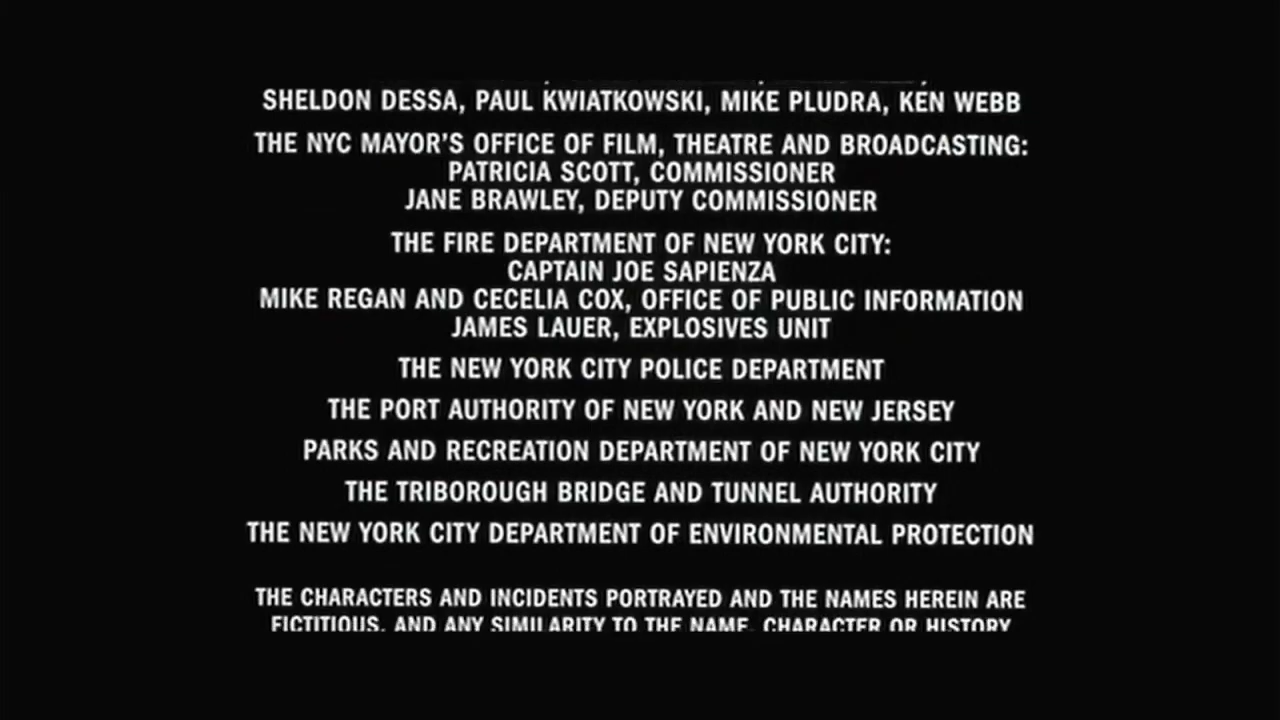 SHELDON DESSA, PAUL KWIATKOWSKI, MIKE PLUDRA, KEN WEBB
THE NYC MAYOR'S OFFICE OF FILM, THEATRE AND BROADCASTING:
PATRICIA SCOTT, COMMISSIONER
JANE BRAWLEY, DEPUTY COMMISSIONER
THE FIRE DEPARTMENT OF NEW YORK CITY:
CAPTAIN JOE SAPIENZA
MIKE REGAN AND CECELIA COX, OFFICE OF PUBLIC INFORMATION
JAMES LAUER, EXPLOSIVES UNIT
THE NEW YORK CITY POLICE DEPARTMENT
THE PORT AUTHORITY OF NEW YORK AND NEW JERSEY
PARKS AND RECREATION DEPARTMENT OF NEW YORK CITY
THE TRIBOROUGH BRIDGE AND TUNNEL AUTHORITY
THE NEW YORK CITY DEPARTMENT OF ENVIRONMENTAL PROTECTION
THE CHARACTERS AND INCIDENTS PORTRAYED AND THE NAMES HEREIN ARE
FICTITIOUS, AND ANY SIMILARITY TO THE NAME, CHARACTER OR HISTORY